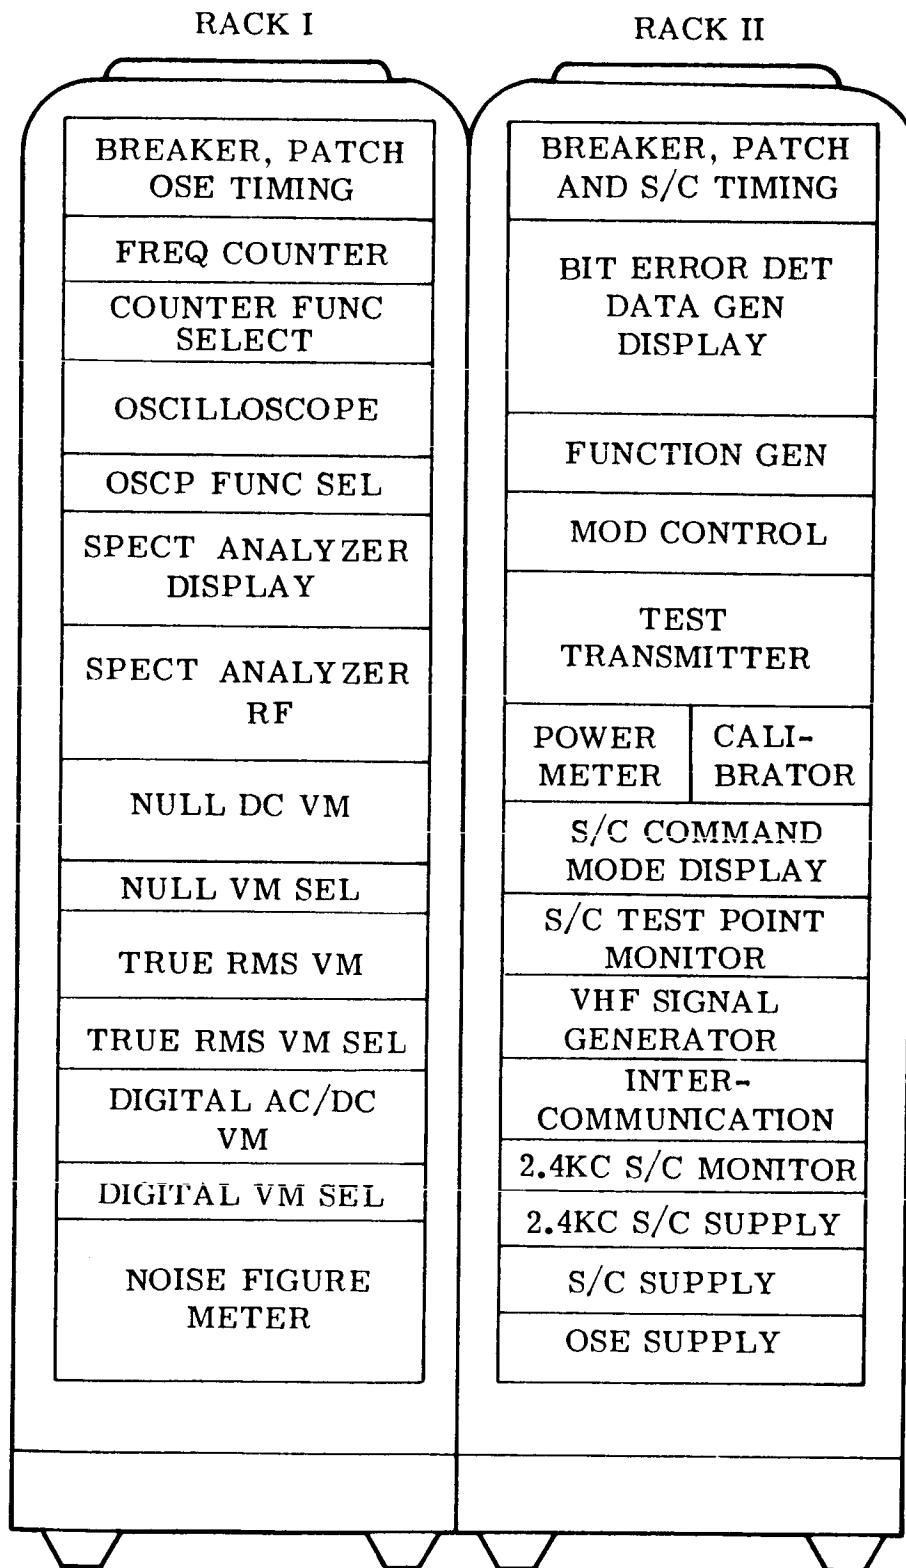 RACK I
BREAKER, PATCH
OSE TIMING
FREQ COUNTER
COUNTER FUNC
SELECT
OSCILLOSCOPE
OSCP FUNC SEL
SPECT ANALYZER
DISPLAY
SPECT ANALYZER
RF
NULL DC VM
NULL VM SEL
TRUE RMS VM
TRUE RMS VM SEL
DIGITAL AC/DC
VM
DIGITAL VM SEL
NOISE FIGURE
METER
RACK II
BREAKER, PATCH
AND S/C TIMING
BIT ERROR DET
DATA GEN
DISPLAY
FUNCTION GEN
MOD CONTROL
TEST
TRANSMITTER
POWER
METER
CALI-
BRATOR
S/C COMMAND
MODE DISPLAY
S/C TEST POINT
MONITOR
VHF SIGNAL
GENERATOR
INTER-
COMMUNICATION
2.4KC S/C MONITOR
2.4KC S/C SUPPLY
S/C SUPPLY
OSE SUPPLY